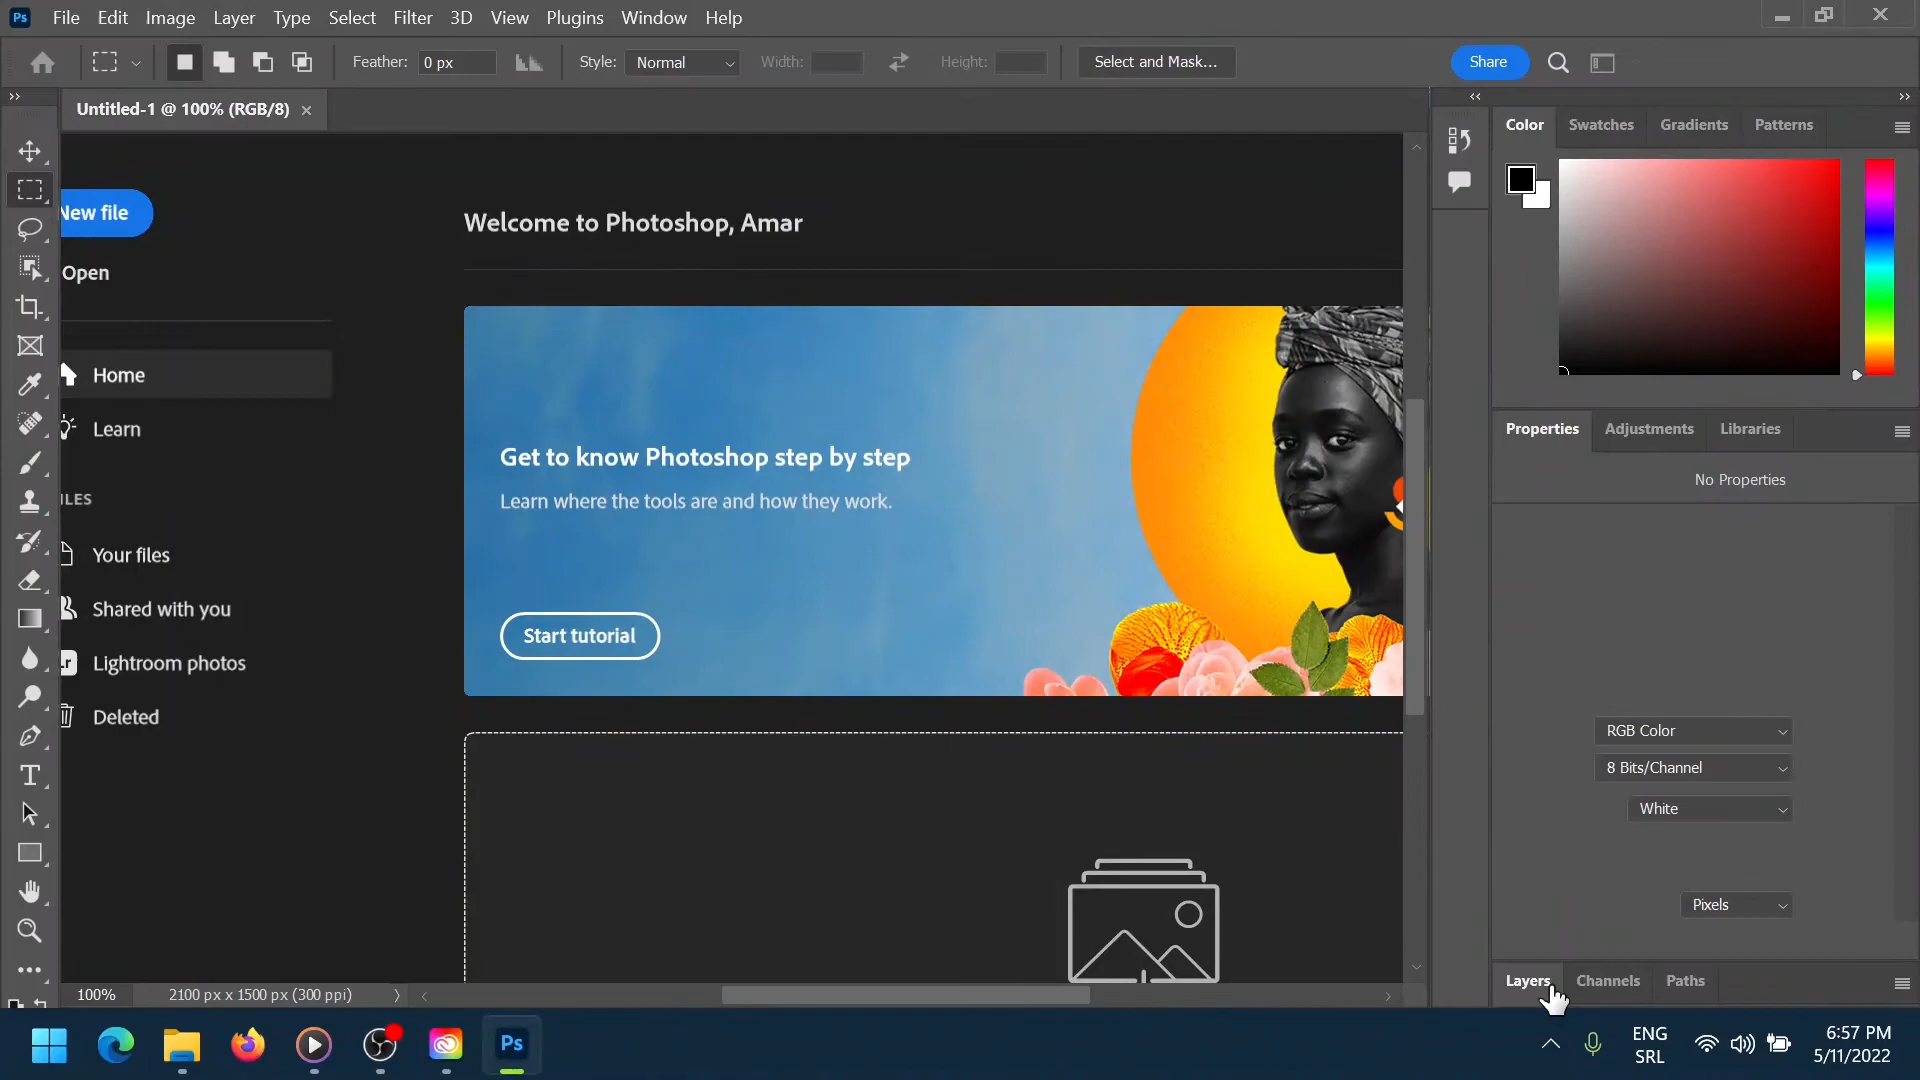 Ps File Edit Image Layer Type Select Filter 3D View Plugins Window Help
Feather: 0 px Style: Normal Width: Height: Select and Mask... Share
Untitled-1 @ 100% (RGB/8)
Color Swatches Gradients Patterns
New file
Welcome to Photoshop, Amar
Open
Home
Learn
Get to know Photoshop step by step
Learn where the tools are and how they work.
ILES
Your files
Shared with you
Start tutorial
Lightroom photos
Deleted
Properties Adjustments Libraries
No Properties
RGB Color
8 Bits/Channel
White
Pixels
Layers Channels Paths
100% 2100 px x 1500 px (300 ppi)
Ps
ENG
SRL
6:57 PM
5/11/2022